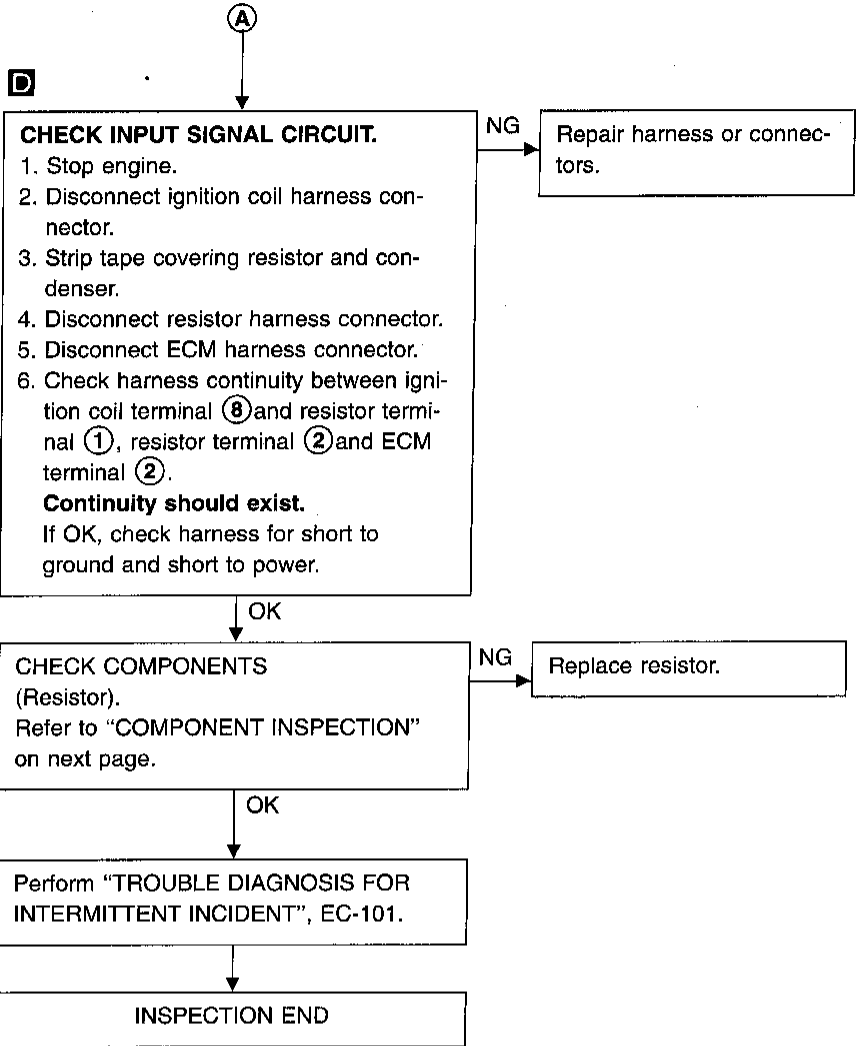 A
D
CHECK INPUT SIGNAL CIRCUIT.
1. Stop engine.
2. Disconnect ignition coil harness con-
nector.
3. Strip tape covering resistor and con-
denser.
4. Disconnect resistor harness connector.
5. Disconnect ECM harness connector.
6. Check harness continuity between igni-
tion coil terminal ⑧and resistor termi-
nal ①, resistor terminal ②and ECM
terminal ②.
Continuity should exist.
If OK, check harness for short to
ground and short to power.
NG
Repair harness or connec-
tors.
OK
CHECK COMPONENTS
(Resistor).
Refer to “COMPONENT INSPECTION”
on next page.
NG
Replace resistor.
OK
Perform “TROUBLE DIAGNOSIS FOR
INTERMITTENT INCIDENT”, EC-101.
INSPECTION END